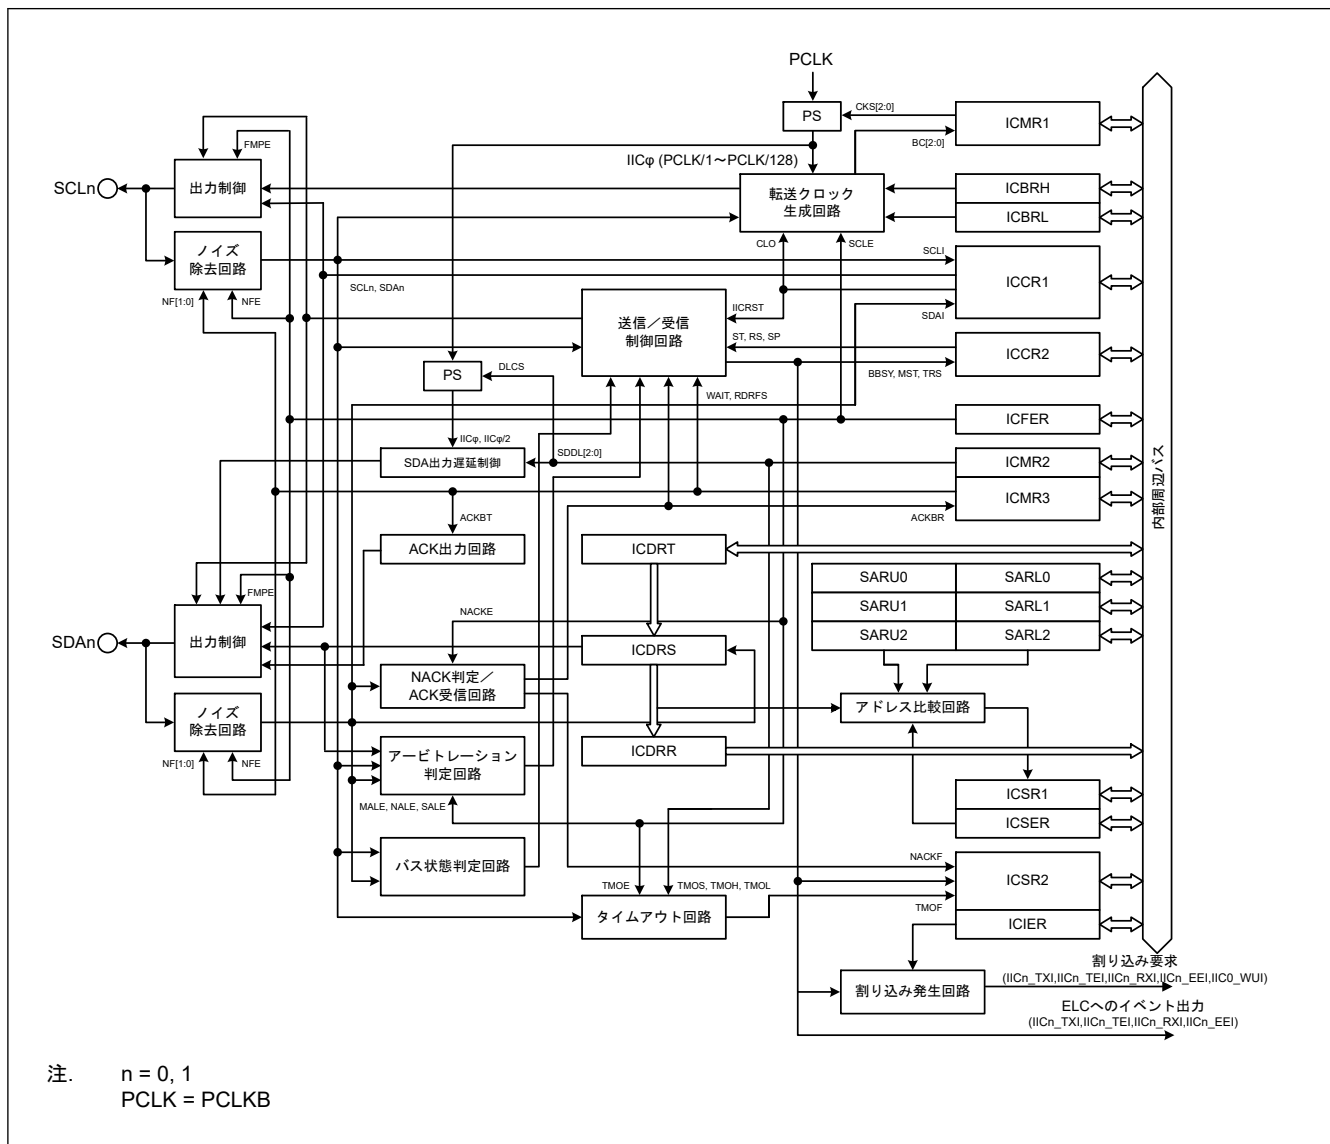 PCLK
PS
CKS[2:0]
ICMR1
BC[2:0]
FMPE
IICφ (PCLK/1～PCLK/128)
SCLn
出力制御
転送クロック
生成回路
ICBRH
ICBRL
ノイズ
除去回路
CLO
SCLE
SCLI
ICCR1
NF[1:0]
NFE
SCLn, SDAn
IICRST
SDAI
送信／受信
制御回路
ST, RS, SP
ICCR2
BBSY, MST, TRS
PS
DLCS
WAIT, RDRFS
ICFER
IICφ, IICφ/2
SDA出力遅延制御
SDDL[2:0]
ICMR2
ICMR3
ACKBT
ACKBR
内部周辺バス
ACK出力回路
ICDRT
SARU0
SARL0
FMPE
SARU1
SARL1
NACKE
SDAn
出力制御
ICDRS
SARU2
SARL2
NACK判定／
ACK受信回路
ノイズ
除去回路
アドレス比較回路
NF[1:0]
NFE
アービトレーション
判定回路
ICDRR
MALE, NALE, SALE
ICSR1
ICSER
バス状態判定回路
NACKF
ICSR2
TMOE
TMOS, TMOH, TMOL
タイムアウト回路
TMOF
ICIER
割り込み要求
(IICn_TXI,IICn_TEI,IICn_RXI,IICn_EEI,IIC0_WUI)
割り込み発生回路
ELCへのイベント出力
(IICn_TXI,IICn_TEI,IICn_RXI,IICn_EEI)
注. n = 0, 1
PCLK = PCLKB